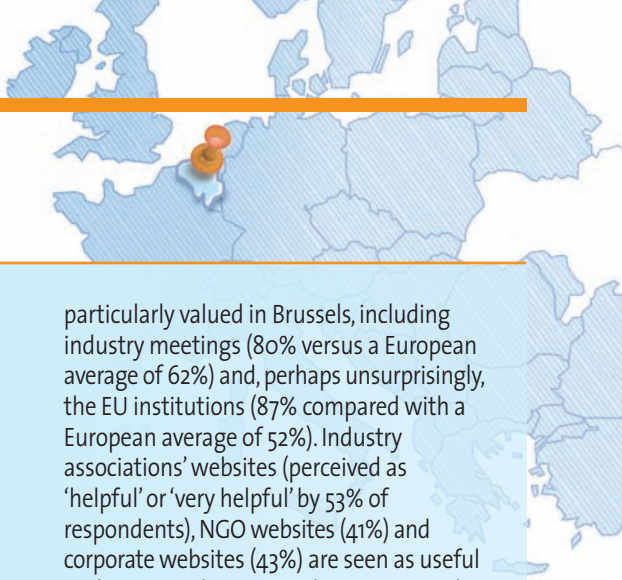 particularly valued in Brussels, including
industry meetings (80% versus a European
average of 62%) and, perhaps unsurprisingly,
the EU institutions (87% compared with a
European average of 52%). Industry
associations’ websites (perceived as
‘helpful’ or ‘very helpful’ by 53% of
respondents), NGO websites (41%) and
corporate websites (43%) are seen as useful